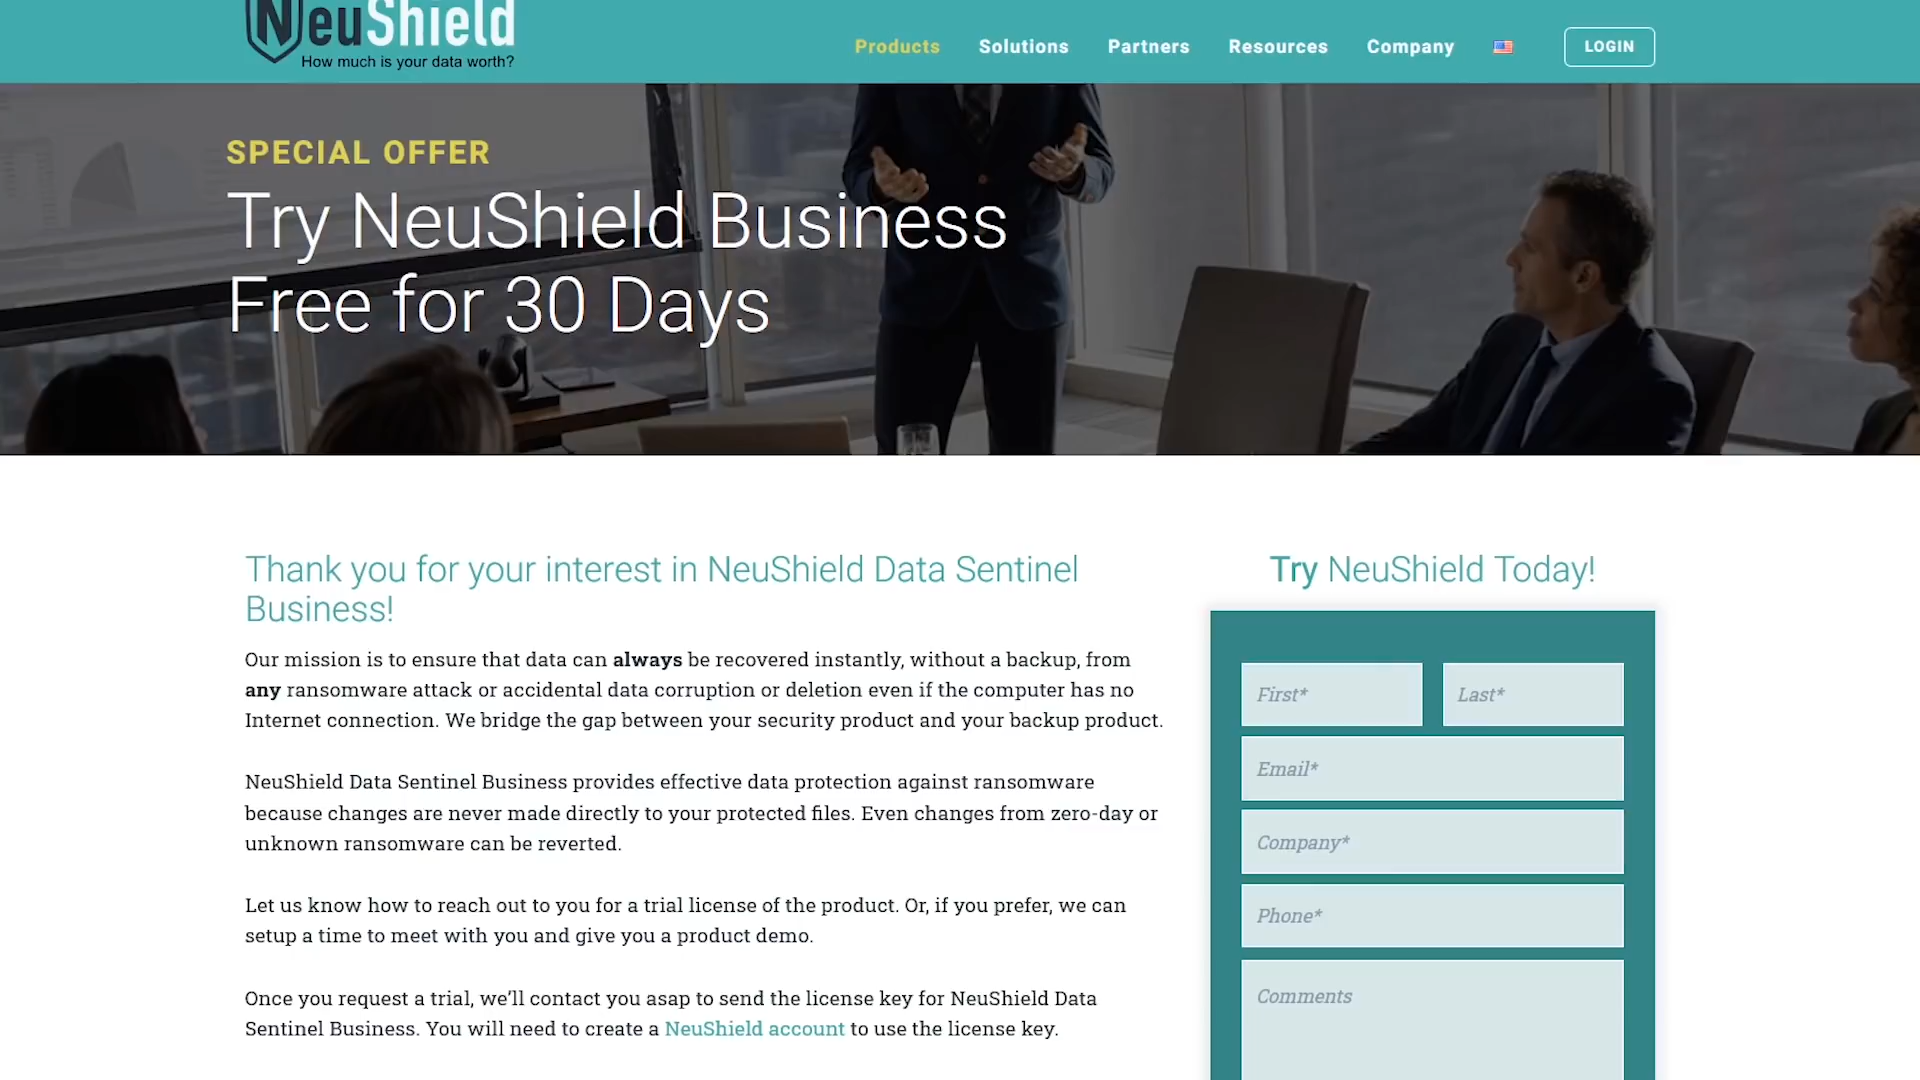 NeuShield
How much is your data worth?
Products Solutions Partners Resources Company LOGIN
SPECIAL OFFER
Try NeuShield Business
Free for 30 Days
Thank you for your interest in NeuShield Data Sentinel
Business!
Our mission is to ensure that data can always be recovered instantly, without a backup, from
any ransomware attack or accidental data corruption or deletion even if the computer has no
Internet connection. We bridge the gap between your security product and your backup product.
NeuShield Data Sentinel Business provides effective data protection against ransomware
because changes are never made directly to your protected files. Even changes from zero-day or
unknown ransomware can be reverted.
Let us know how to reach out to you for a trial license of the product. Or, if you prefer, we can
setup a time to meet with you and give you a product demo.
Once you request a trial, we’ll contact you asap to send the license key for NeuShield Data
Sentinel Business. You will need to create a NeuShield account to use the license key.
Try NeuShield Today!
First* Last*
Email*
Company*
Phone*
Comments